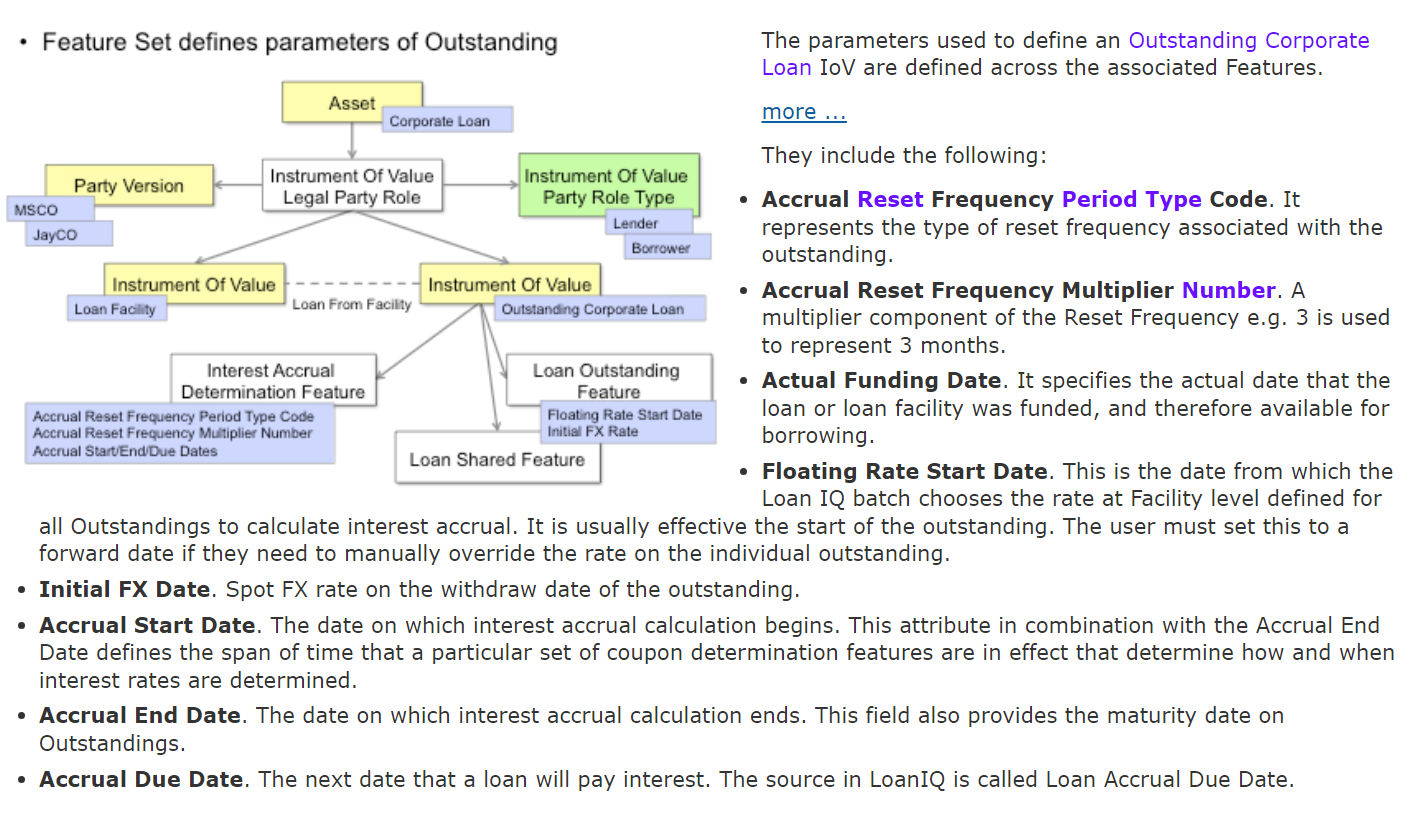 • Feature Set defines parameters of Outstanding
Asset
Corporate Loan
Party Version
MSCO
JayCO
Instrument Of Value
Legal Party Role
Instrument Of Value
Party Role Type
Lender
Borrower
Instrument Of Value
Loan Facility
Loan From Facility
Instrument Of Value
Outstanding Corporate Loan
Interest Accrual
Determination Feature
Accrual Reset Frequency Period Type Code
Accrual Reset Frequency Multiplier Number
Accrual Start/End/Due Dates
Loan Outstanding
Feature
Floating Rate Start Date
Initial FX Rate
Loan Shared Feature
The parameters used to define an Outstanding Corporate
Loan IoV are defined across the associated Features.
more ...
They include the following:
• Accrual Reset Frequency Period Type Code. It
represents the type of reset frequency associated with the
outstanding.
• Accrual Reset Frequency Multiplier Number. A
multiplier component of the Reset Frequency e.g. 3 is used
to represent 3 months.
• Actual Funding Date. It specifies the actual date that the
loan or loan facility was funded, and therefore available for
borrowing.
• Floating Rate Start Date. This is the date from which the
Loan IQ batch chooses the rate at Facility level defined for
all Outstandings to calculate interest accrual. It is usually effective the start of the outstanding. The user must set this to a
forward date if they need to manually override the rate on the individual outstanding.
• Initial FX Date. Spot FX rate on the withdraw date of the outstanding.
• Accrual Start Date. The date on which interest accrual calculation begins. This attribute in combination with the Accrual End
Date defines the span of time that a particular set of coupon determination features are in effect that determine how and when
interest rates are determined.
• Accrual End Date. The date on which interest accrual calculation ends. This field also provides the maturity date on
Outstandings.
• Accrual Due Date. The next date that a loan will pay interest. The source in LoanIQ is called Loan Accrual Due Date.